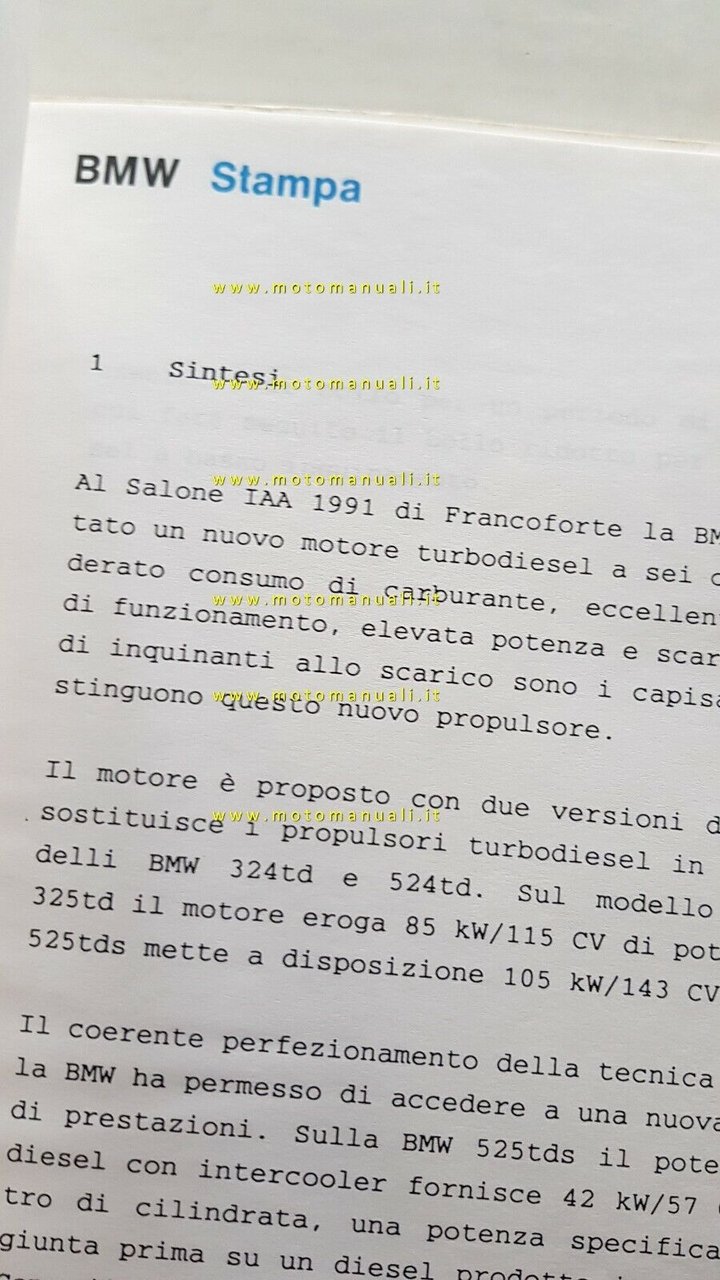 BMW Stampa
www.motomanuali.it
1 Sintesi
www.motomanuali.it
www.motomanuali.it
Al Salone IAA 1991 di Francoforte la BM
tato un nuovo motore turbodiesel a sei c
derato consumo di carburante, eccellen
www.motomanuali.it
di funzionamento, elevata potenza e scar
di inquinanti allo scarico sono i capisa
www.motomanuali.it
stinguono questo nuovo propulsore.
Il motore è proposto con due versioni d
www.motomanuali.it
sostituisce i propulsori turbodiesel in
delli BMW 324td e 524td. Sul modello
325td il motore eroga 85 kW/115 CV di pot
525tds mette a disposizione 105 kW/143 CV
Il coerente perfezionamento della tecnica
la BMW ha permesso di accedere a una nuova
di prestazioni. Sulla BMW 525tds il pote
diesel con intercooler fornisce 42 kW/57
tro di cilindrata, una potenza specifica
giunta prima su un diesel prodotto